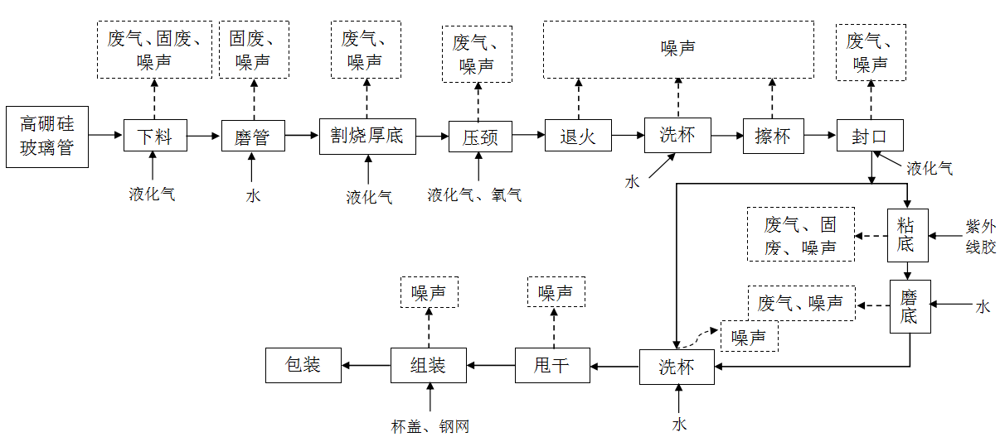 废气、固废、
噪声
固废、
噪声
废气、
噪声
废气、
噪声
噪声
废气、
噪声
高硼硅
玻璃管
下料
磨管
割烧厚底
压颈
退火
洗杯
擦杯
封口
液化气
水
液化气
液化气、氧气
水
液化气
废气、固
废、噪声
粘
底
紫外
线胶
噪声
噪声
废气、噪声
磨
底
水
噪声
包装
组装
甩干
洗杯
杯盖、钢网
水